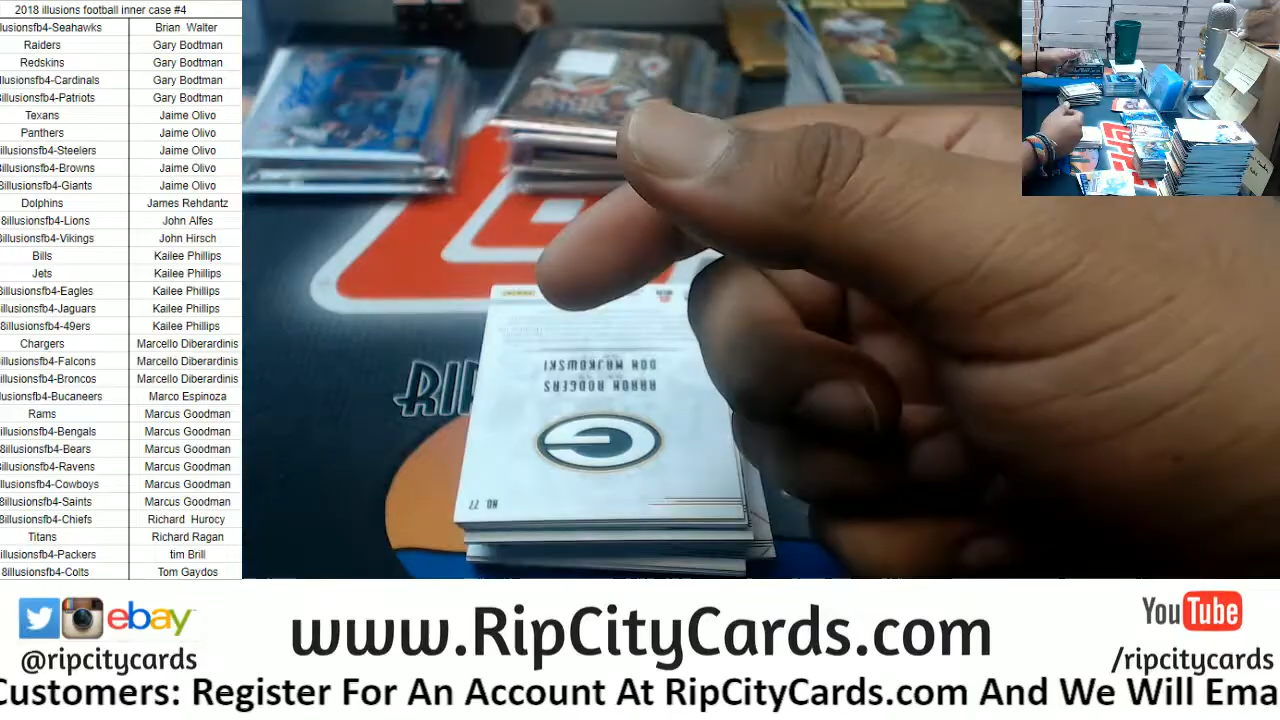 2018 illusions football inner case #4
lusionsfb4-Seahawks Brian Walter
Raiders Gary Bodtman
Redskins Gary Bodtman
illusionsfb4-Cardinals Gary Bodtman
illusionsfb4-Patriots Gary Bodtman
Texans Jaime Olivo
Panthers Jaime Olivo
illusionsfb4-Steelers Jaime Olivo
illusionsfb4-Browns Jaime Olivo
8illusionsfb4-Giants Jaime Olivo
Dolphins James Rehdantz
8illusionsfb4-Lions John Alfes
illusionsfb4-Vikings John Hirsch
Bills Kailee Phillips
Jets Kailee Phillips
illusionsfb4-Eagles Kailee Phillips
illusionsfb4-Jaguars Kailee Phillips
8illusionsfb4-49ers Kailee Phillips
Chargers Marcello Diberardinis
illusionsfb4-Falcons Marcello Diberardinis
illusionsfb4-Broncos Marcello Diberardinis
lusionsfb4-Bucaneers Marco Espinoza
Rams Marcus Goodman
illusionsfb4-Bengals Marcus Goodman
8illusionsfb4-Bears Marcus Goodman
illusionsfb4-Ravens Marcus Goodman
illusionsfb4-Cowboys Marcus Goodman
8illusionsfb4-Saints Marcus Goodman
8illusionsfb4-Chiefs Richard Hurocy
Titans Richard Ragan
illusionsfb4-Packers tim Brill
8illusionsfb4-Colts Tom Gaydos
RIP
DON MAJKOWSKI
AARON RODGERS
G
NO. 77
ebay
@ripcitycards
www.RipCityCards.com
YouTube
/ripcitycards
Customers: Register For An Account At RipCityCards.com And We Will Ema